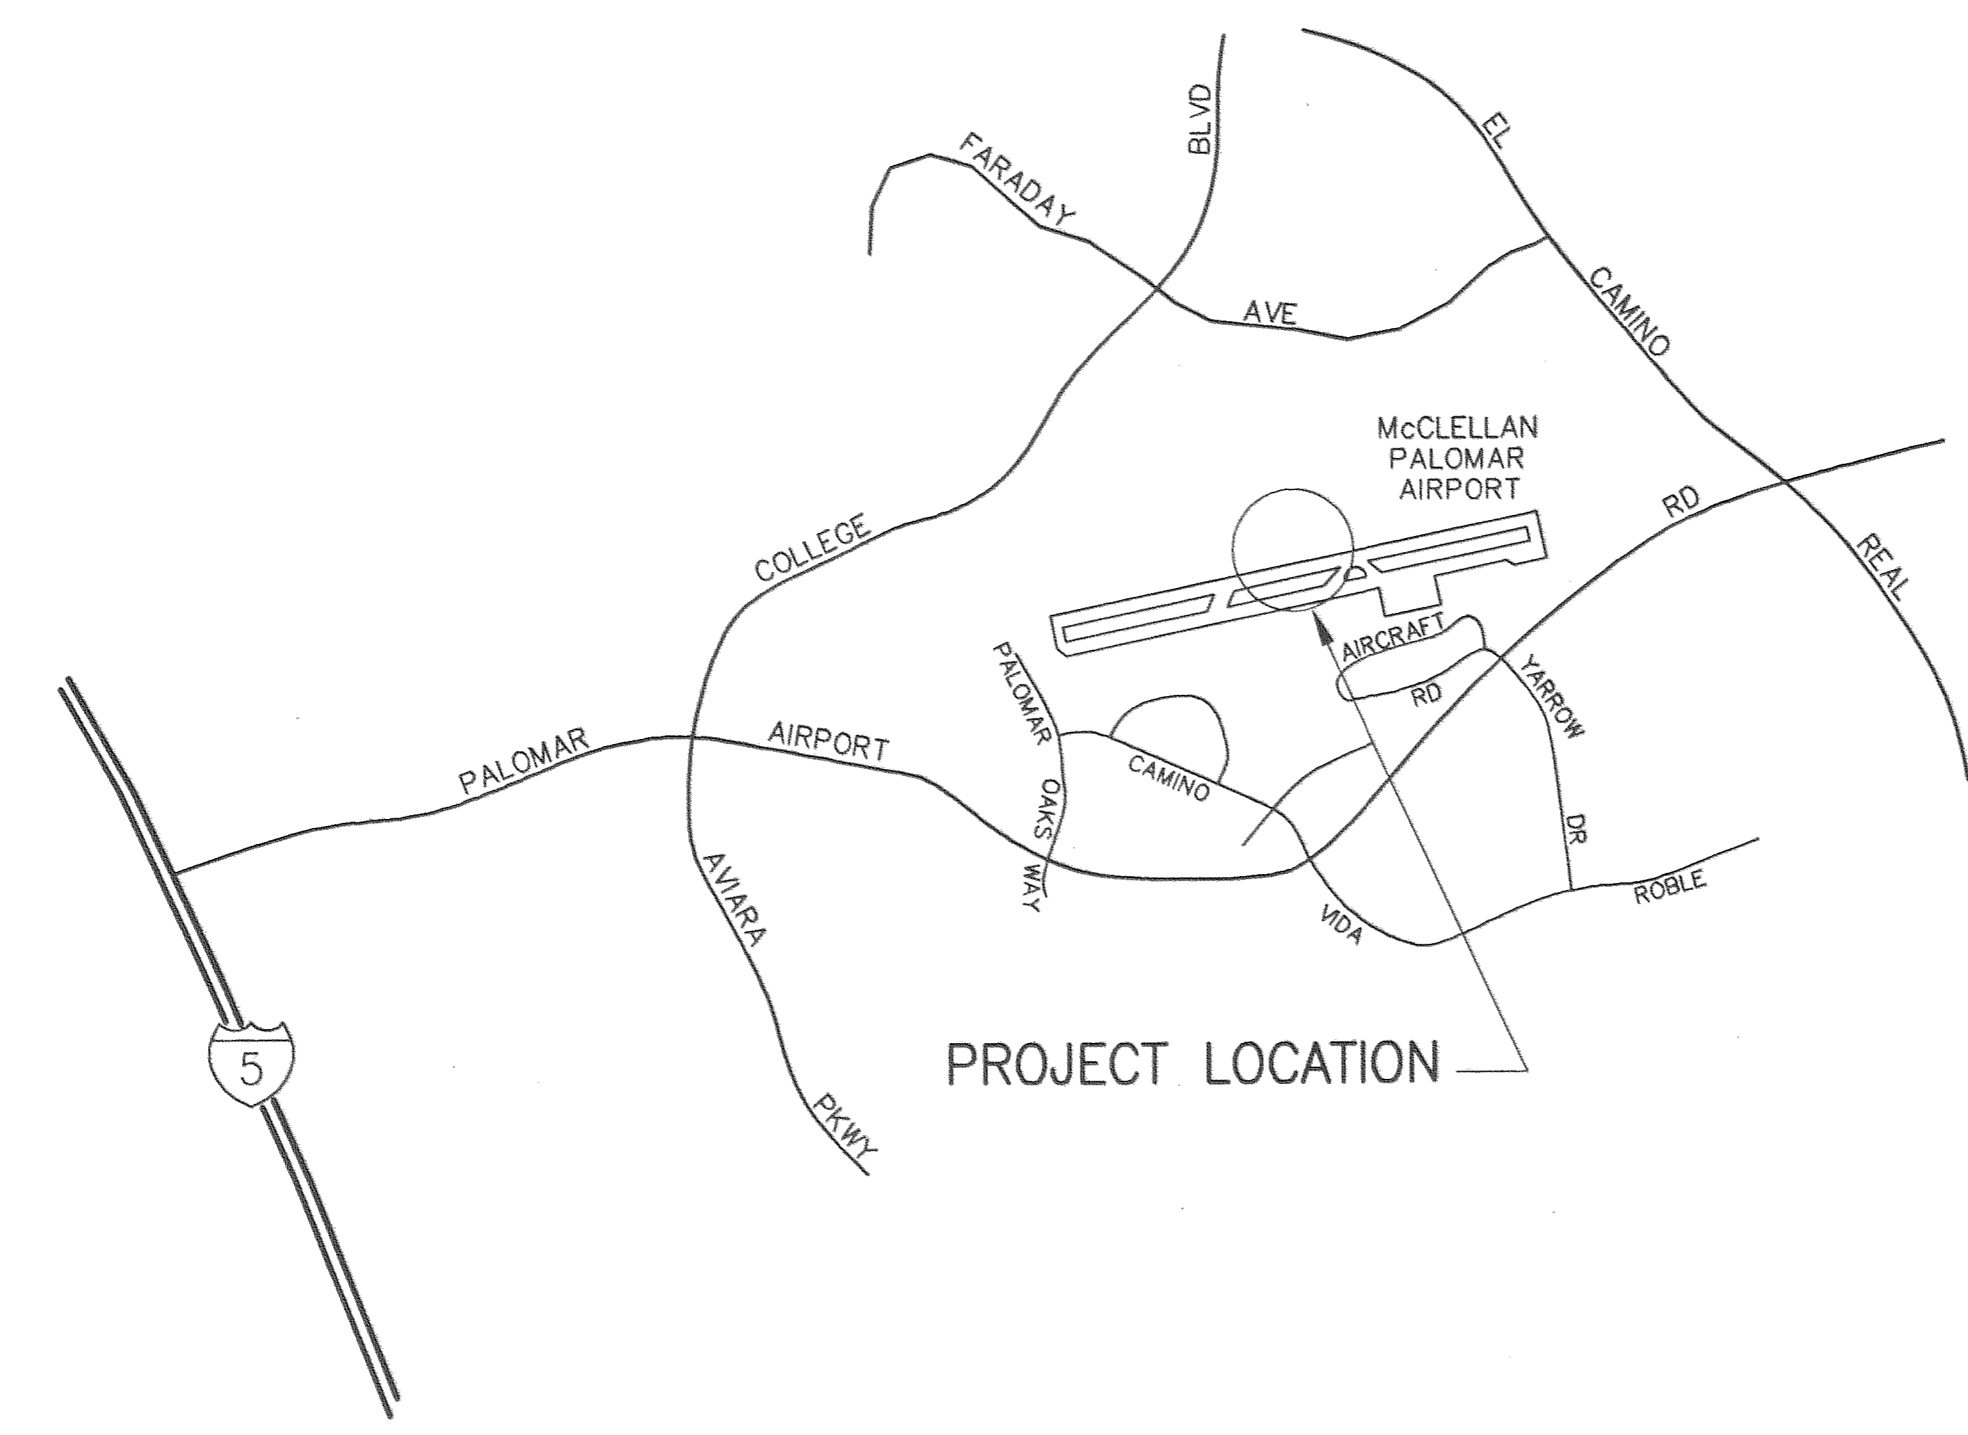 BLVD
EL
FARADAY
CAMINO
AVE
McCLELLAN
PALOMAR
AIRPORT
RD
COLLEGE
REAL
AIRCRAFT
PALOMAR
YARROW
RD
PALOMAR
AIRPORT
CAMINO
OAKS
DR
AVIARA
WAY
ROBLE
VIDA
5
PROJECT LOCATION
PKWY